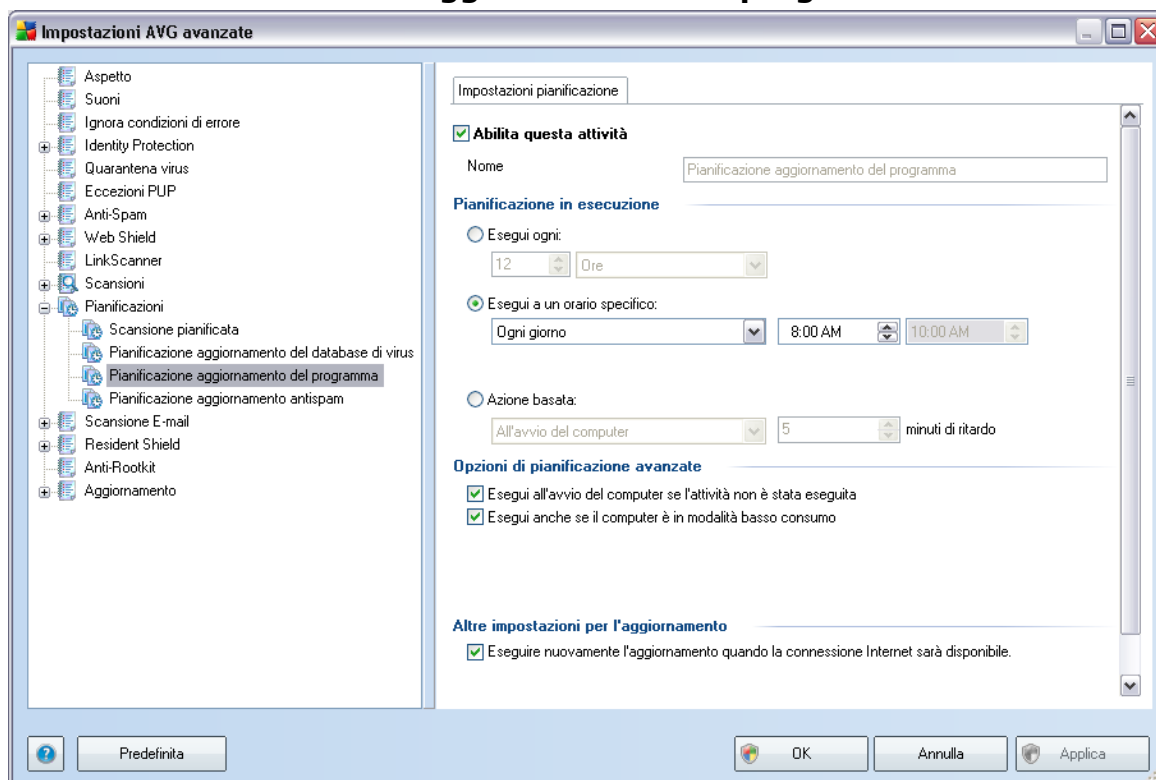 Impostazioni AVG avanzate
Aspetto
Suoni
Ignora condizioni di errore
Identity Protection
Quarantena virus
Eccezioni PUP
Anti-Spam
Web Shield
LinkScanner
Scansioni
Pianificazioni
Scansione pianificata
Pianificazione aggiornamento del database di virus
Pianificazione aggiornamento del programma
Pianificazione aggiornamento antispam
Scansione E-mail
Resident Shield
Anti-Rootkit
Aggiornamento
Impostazioni pianificazione
Abilita questa attività
Nome Pianificazione aggiornamento del programma
Pianificazione in esecuzione
Esegui ogni:
12 Ore
Esegui a un orario specifico:
Ogni giorno 8:00 AM 10:00 AM
Azione basata:
All'avvio del computer 5 minuti di ritardo
Opzioni di pianificazione avanzate
Esegui all'avvio del computer se l'attività non è stata eseguita
Esegui anche se il computer è in modalità basso consumo
Altre impostazioni per l'aggiornamento
Eseguire nuovamente l'aggiornamento quando la connessione Internet sarà disponibile.
Predefinita OK Annulla Applica